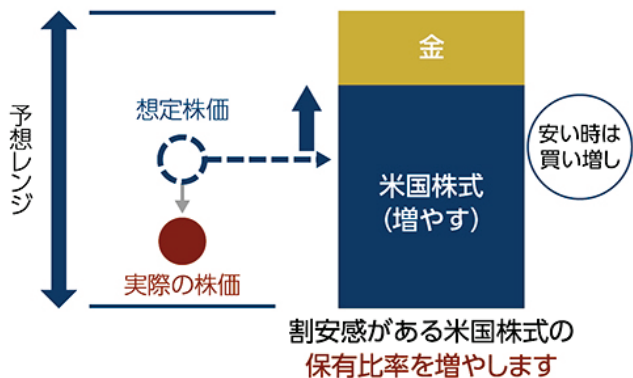 予想レンジ
想定株価
実際の株価
金
米国株式
(増やす)
安い時は
買い増し
割安感がある米国株式の
保有比率を増やします